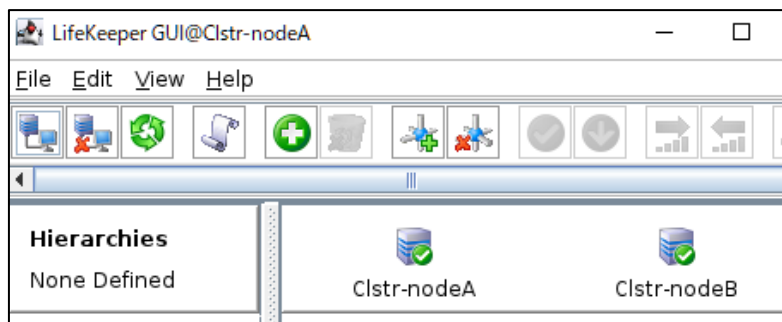 LifeKeeper GUI@Clstr-nodeA
File Edit View Help
Hierarchies
None Defined
Clstr-nodeA Clstr-nodeB